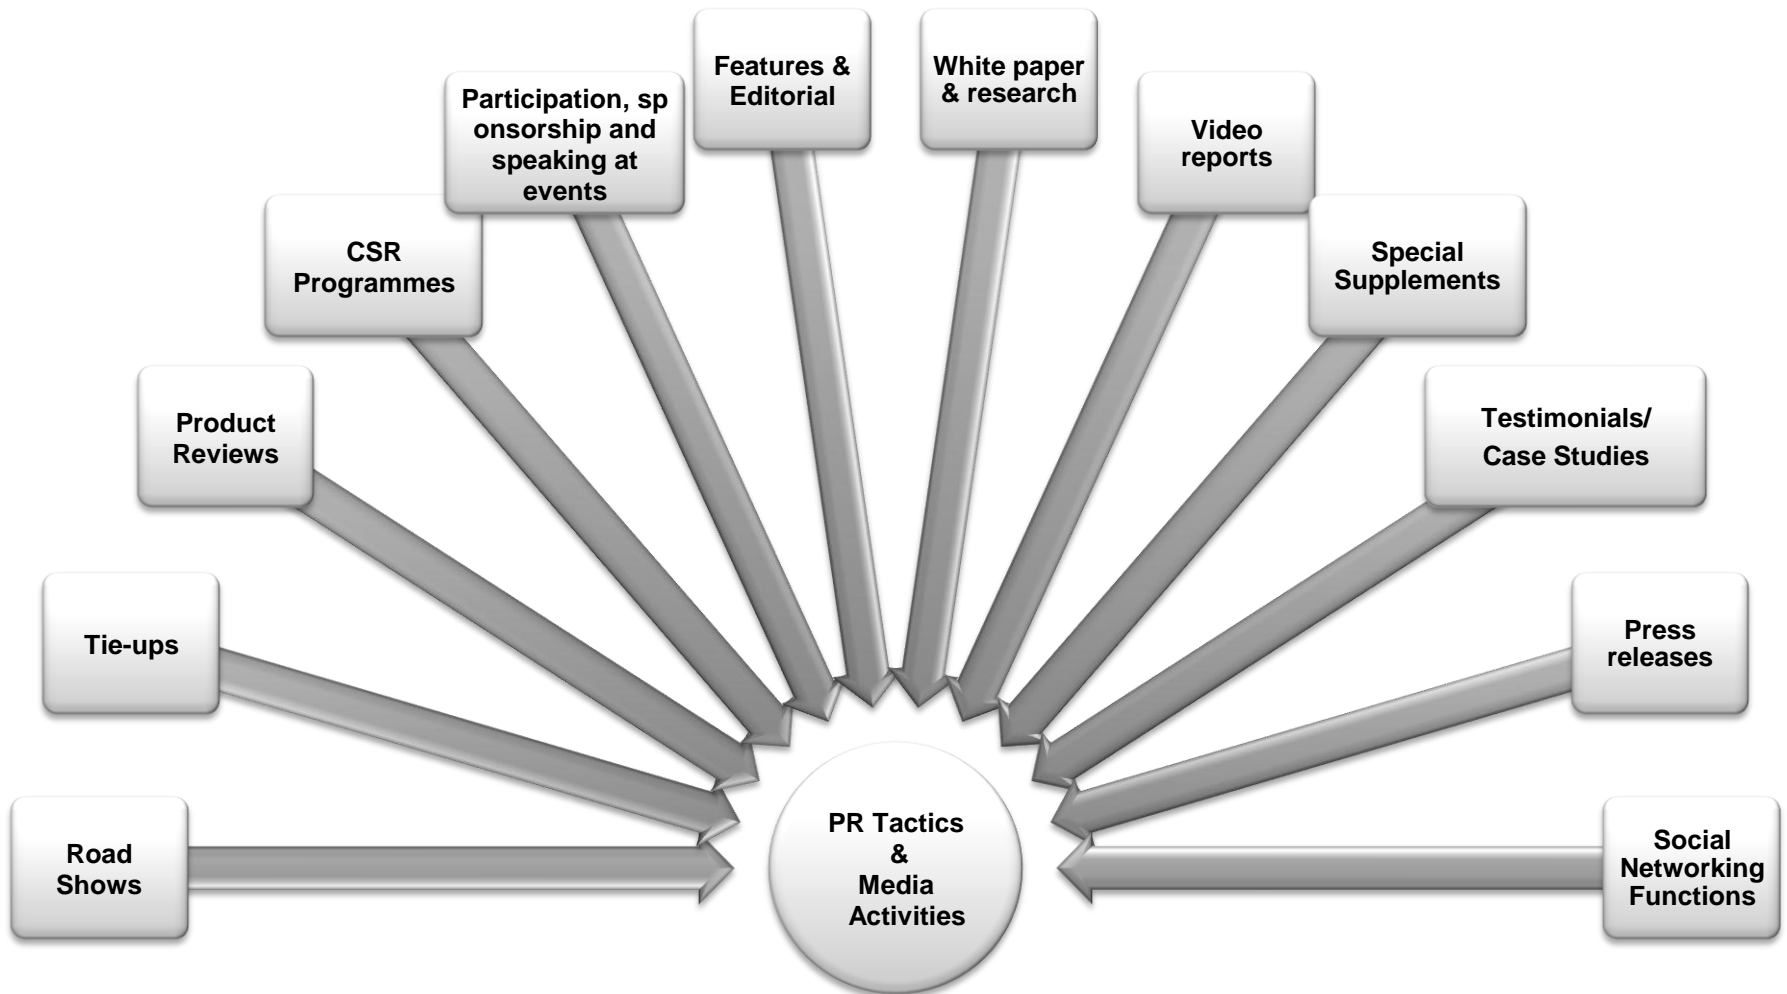 Features &
Editorial
White paper
& research
Participation, sp
onsorship and
speaking at
events
Video
reports
CSR
Programmes
Special
Supplements
Product
Reviews
Testimonials/
Case Studies
Tie-ups
Press
releases
Road
Shows
PR Tactics
&
Media
Activities
Social
Networking
Functions